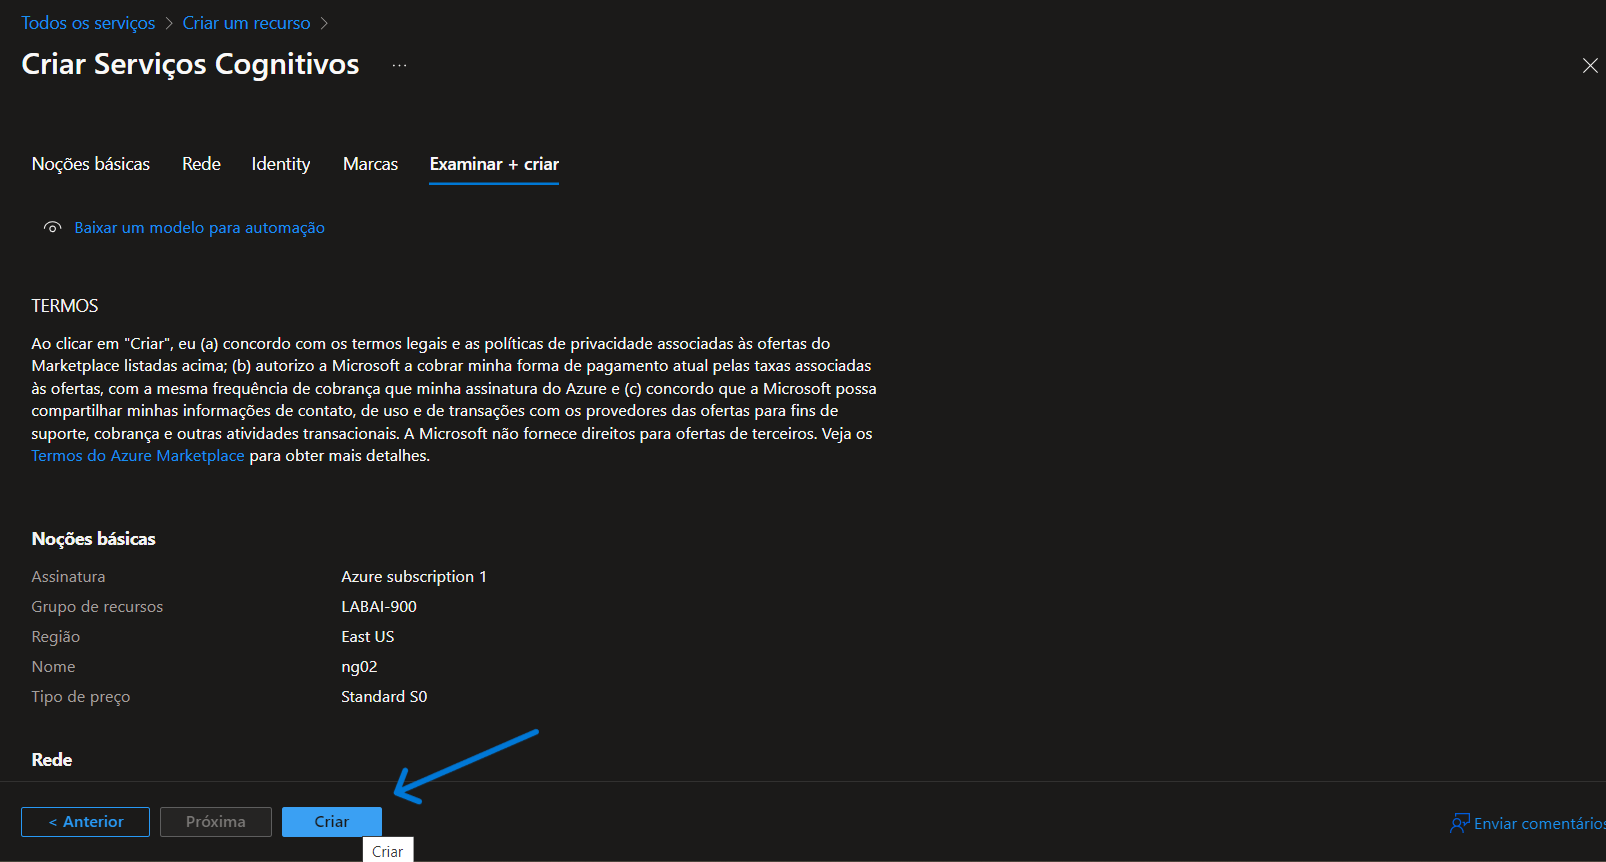 Todos os serviços > Criar um recurso >
Criar Serviços Cognitivos ...
Noções básicas Rede Identity Marcas Examinar + criar
Baixar um modelo para automação
TERMOS
Ao clicar em "Criar", eu (a) concordo com os termos legais e as políticas de privacidade associadas às ofertas do
Marketplace listadas acima; (b) autorizo a Microsoft a cobrar minha forma de pagamento atual pelas taxas associadas
às ofertas, com a mesma frequência de cobrança que minha assinatura do Azure e (c) concordo que a Microsoft possa
compartilhar minhas informações de contato, de uso e de transações com os provedores das ofertas para fins de
suporte, cobrança e outras atividades transacionais. A Microsoft não fornece direitos para ofertas de terceiros. Veja os
Termos do Azure Marketplace para obter mais detalhes.
Noções básicas
Assinatura Azure subscription 1
Grupo de recursos LABAI-900
Região East US
Nome ng02
Tipo de preço Standard S0
Rede
< Anterior Próxima Criar
Enviar comentários
Criar